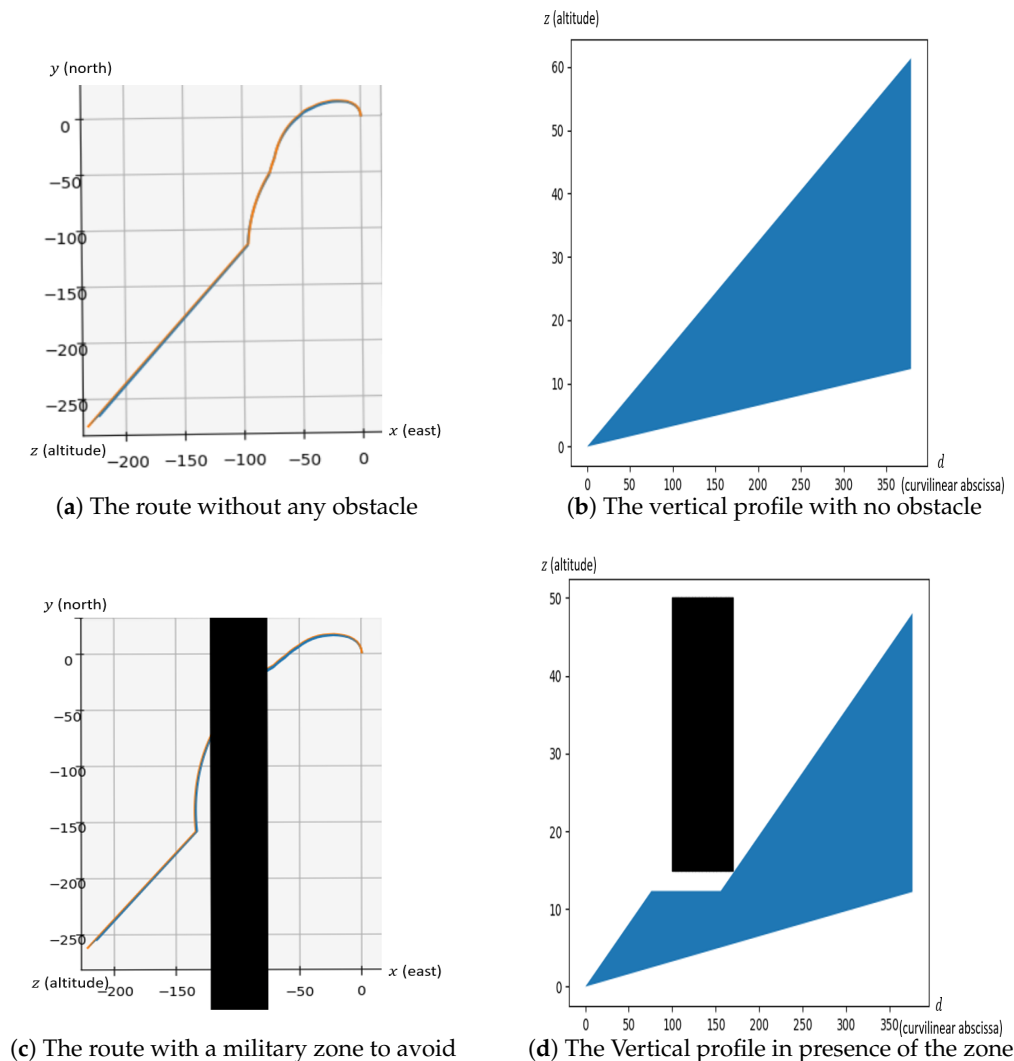 y (north)
0
−50
−100
−150
−200
−250
z (altitude)
−200 −150 −100 −50 0
x (east)
(a) The route without any obstacle
z (altitude)
60
50
40
30
20
10
0
0 50 100 150 200 250 300 350
d
(curvilinear abscissa)
(b) The vertical profile with no obstacle
y (north)
0
−50
−100
−150
−200
−250
z (altitude)
−200 −150 −50 0
x (east)
(c) The route with a military zone to avoid
z (altitude)
50
40
30
20
10
0
0 50 100 150 200 250 300 350
d
(curvilinear abscissa)
(d) The Vertical profile in presence of the zone